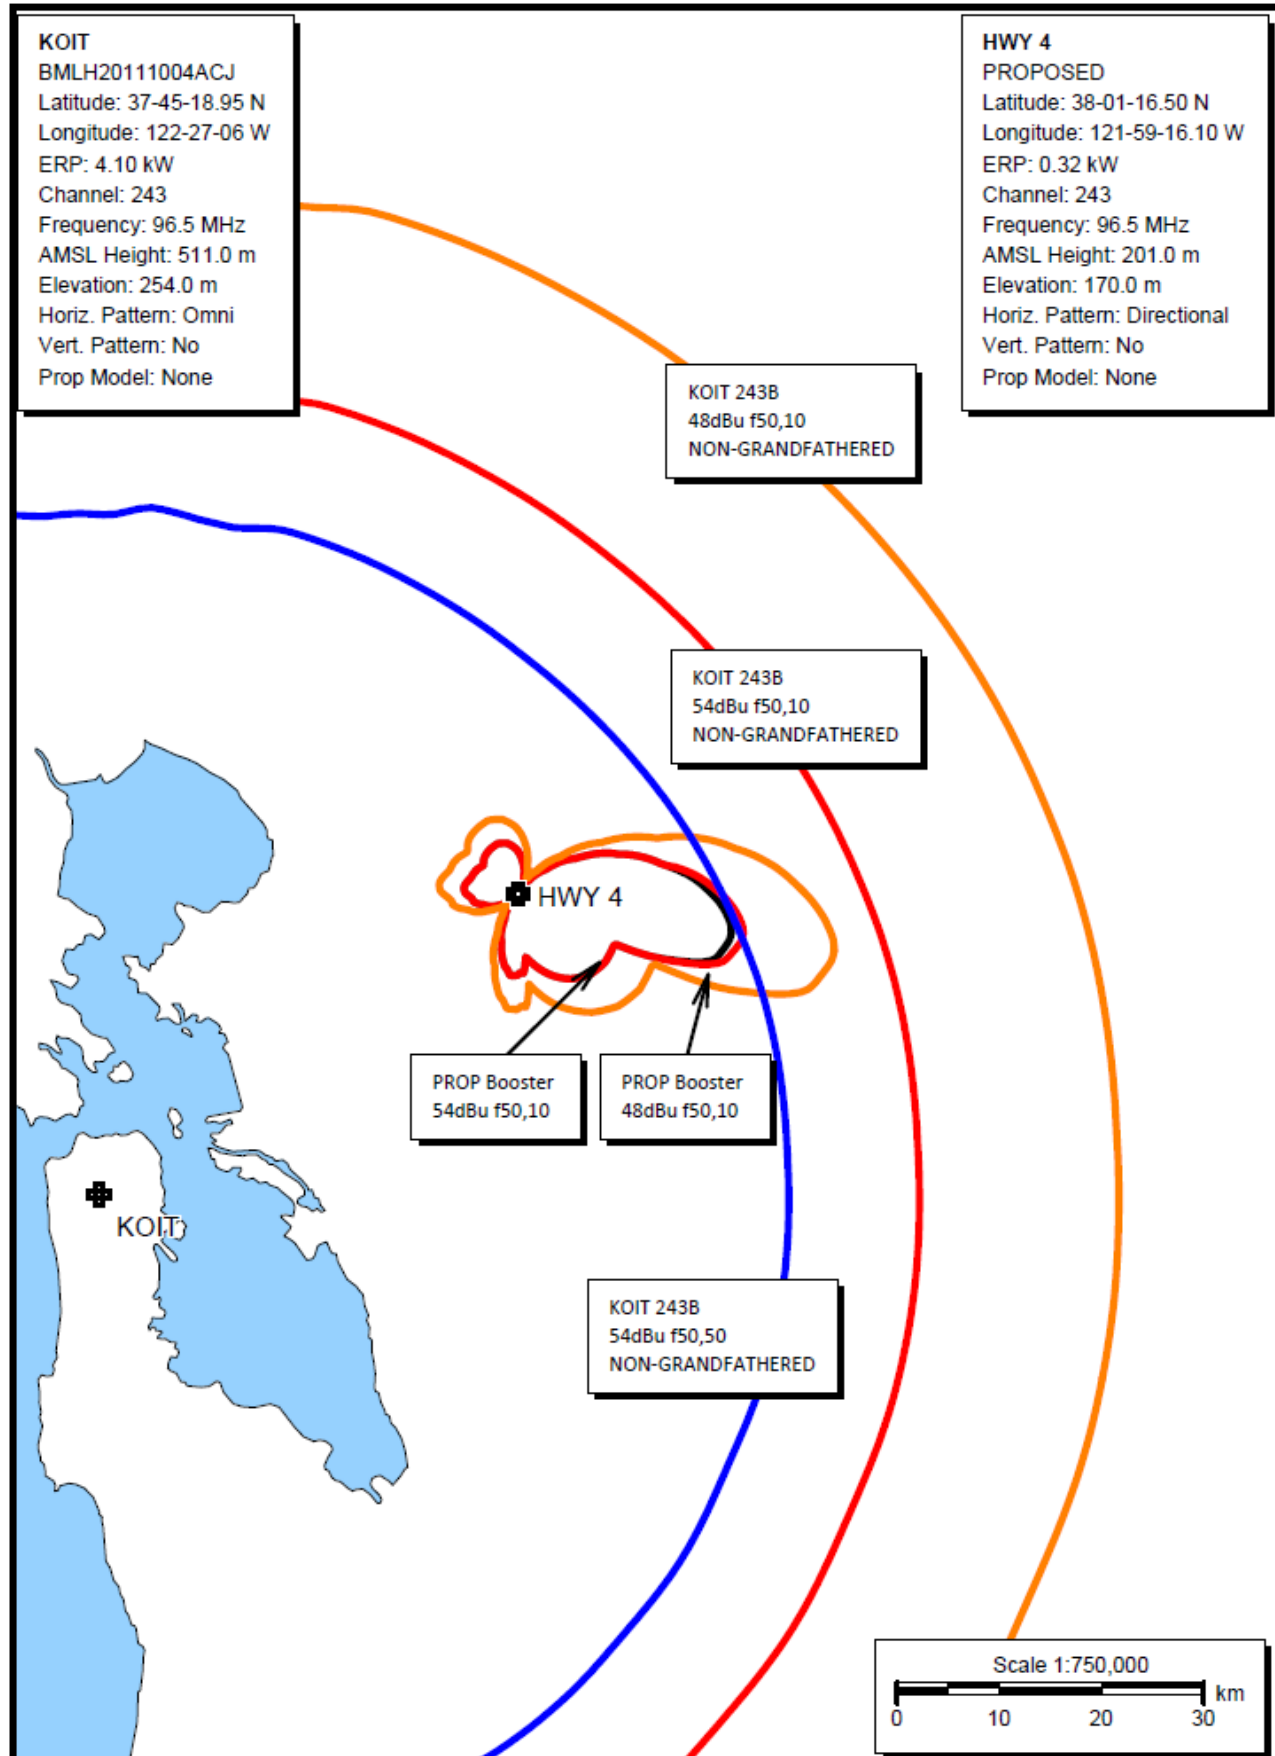 KOIT
BMLH20111004ACJ
Latitude: 37-45-18.95 N
Longitude: 122-27-06 W
ERP: 4.10 kW
Channel: 243
Frequency: 96.5 MHz
AMSL Height: 511.0 m
Elevation: 254.0 m
Horiz. Pattern: Omni
Vert. Pattern: No
Prop Model: None
HWY 4
PROPOSED
Latitude: 38-01-16.50 N
Longitude: 121-59-16.10 W
ERP: 0.32 kW
Channel: 243
Frequency: 96.5 MHz
AMSL Height: 201.0 m
Elevation: 170.0 m
Horiz. Pattern: Directional
Vert. Pattern: No
Prop Model: None
KOIT 243B
48dBu f50,10
NON-GRANDFATHERED
KOIT 243B
54dBu f50,10
NON-GRANDFATHERED
HWY 4
PROP Booster
54dBu f50,10
PROP Booster
48dBu f50,10
KOIT
KOIT 243B
54dBu f50,50
NON-GRANDFATHERED
Scale 1:750,000
km
0 10 20 30